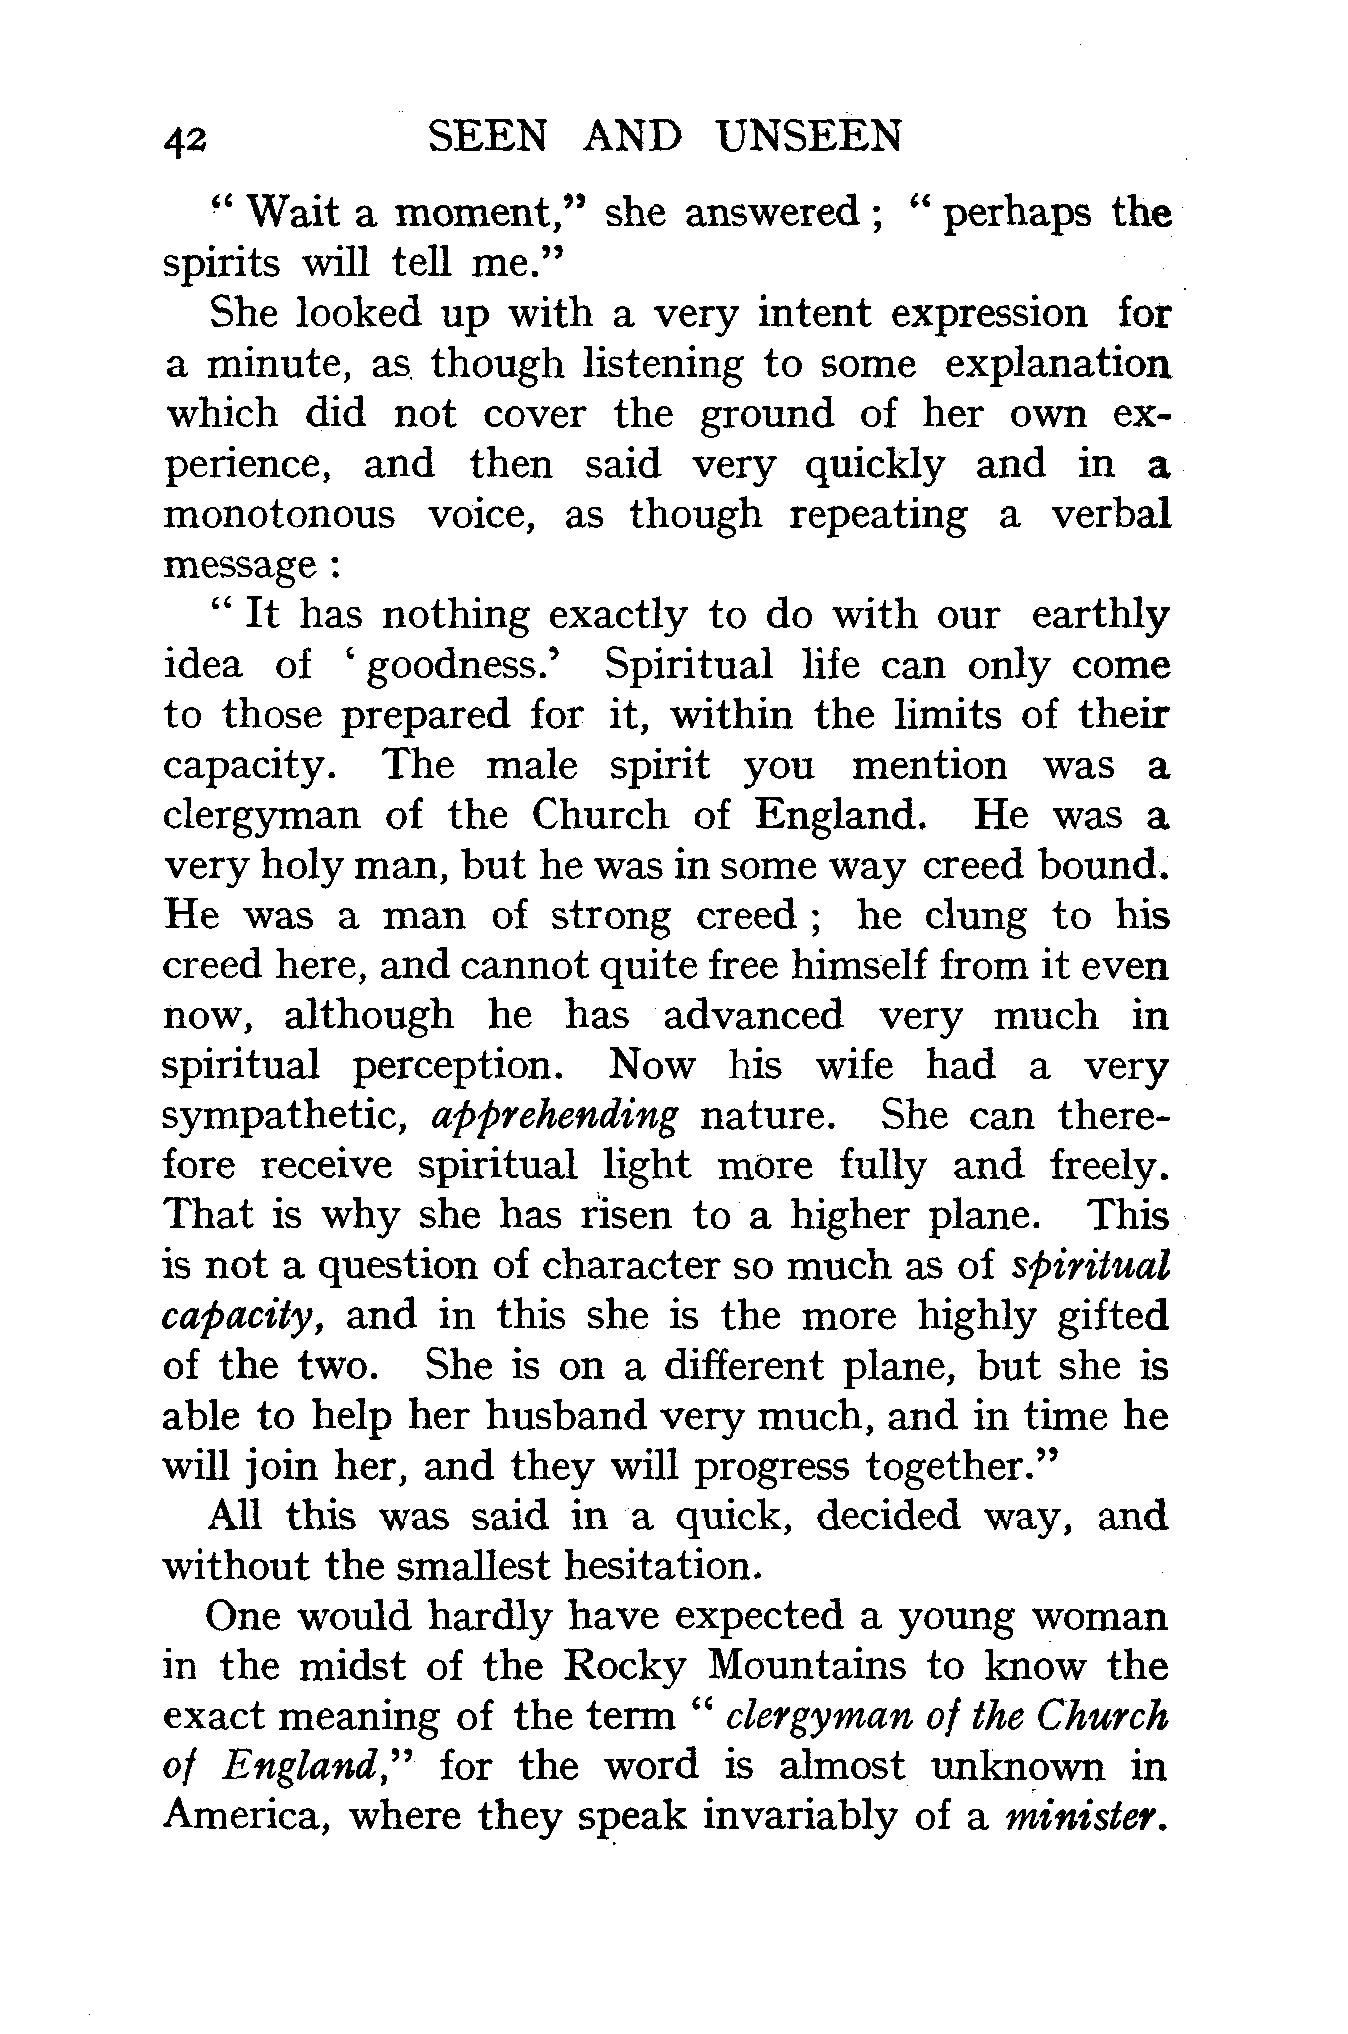 42 SEEN AND UNSEEN
“ Wait a moment,” she answered ; “ perhaps the
spirits will tell me.”
She looked up with a very intent expression for
a minute, as though listening to some explanation
which did not cover the ground of her own ex-
perience, and then said very quickly and in a
monotonous voice, as though repeating a verbal
message :
“ It has nothing exactly to do with our earthly
idea of ‘ goodness.’ Spiritual life can only come
to those prepared for it, within the limits of their
capacity. The male spirit you mention was a
clergyman of the Church of England. He was a
very holy man, but he was in some way creed bound.
He was a man of strong creed ; he clung to his
creed here, and cannot quite free himself from it even
now, although he has advanced very much in
spiritual perception. Now his wife had a very
sympathetic, apprehending nature. She can there-
fore receive spiritual light more fully and freely.
That is why she has risen to a higher plane. This
is not a question of character so much as of spiritual
capacity, and in this she is the more highly gifted
of the two. She is on a different plane, but she is
able to help her husband very much, and in time he
will join her, and they will progress together.”
All this was said in a quick, decided way, and
without the smallest hesitation.
One would hardly have expected a young woman
in the midst of the Rocky Mountains to know the
exact meaning of the term “ clergyman of the Church
of England,” for the word is almost unknown in
America, where they speak invariably of a minister.